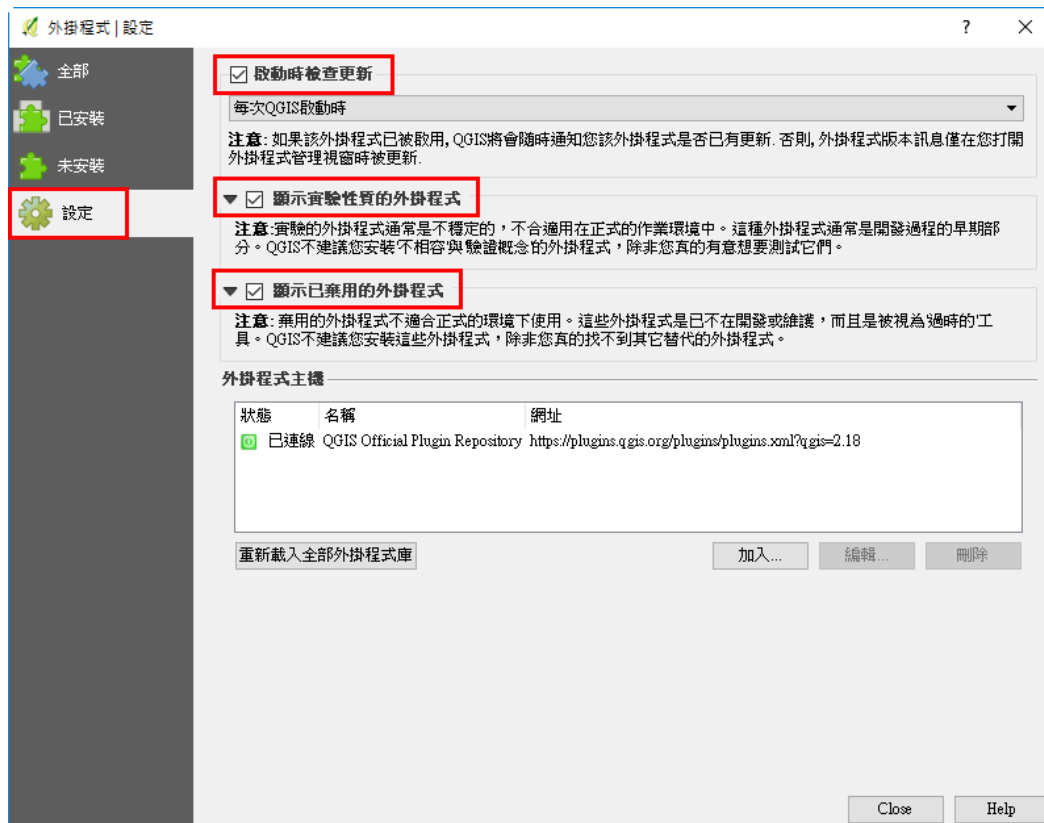 外掛程式 | 設定
?
全部
已安裝
未安裝
設定
啟動時檢查更新
每次QGIS啟動時
注意: 如果該外掛程式已被啟用, QGIS將會隨時通知您該外掛程式是否已有更新. 否則, 外掛程式版本訊息僅在您打開
外掛程式管理視窗時被更新.
顯示實驗性質的外掛程式
注意:實驗的外掛程式通常是不穩定的，不合適用在正式的作業環境中。這種外掛程式通常是開發過程的早期部
分。QGIS不建議您安裝'不相容'與'驗證概念'的外掛程式，除非您真的有意想要測試它們。
顯示已棄用的外掛程式
注意: 棄用的外掛程式不適合正式的環境下使用。這些外掛程式是已不在開發或維護，而且是被視為'過時的'工
具。QGIS不建議您安裝這些外掛程式，除非您真的找不到其它替代的外掛程式。
外掛程式主機
狀態 名稱 網址
已連線 QGIS Official Plugin Repository https://plugins.qgis.org/plugins/plugins.xml?qgis=2.18
重新載入全部外掛程式庫 加入... 編輯... 刪除
Close Help